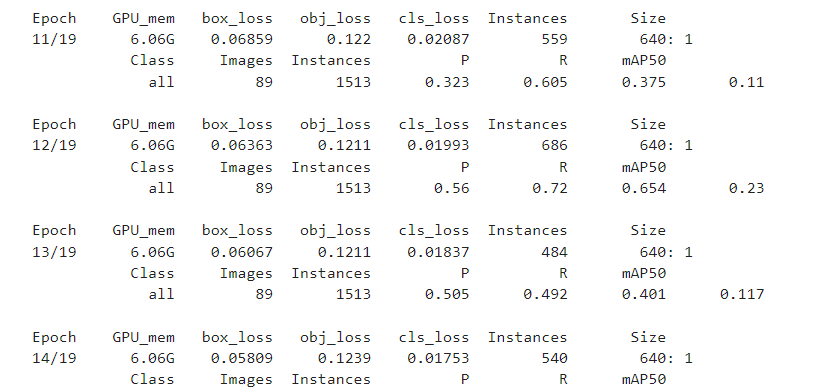 Epoch GPU_mem box_loss obj_loss cls_loss Instances Size
11/19 6.06G 0.06859 0.122 0.02087 559 640: 1
Class Images Instances P R mAP50
all 89 1513 0.323 0.605 0.375 0.11
Epoch GPU_mem box_loss obj_loss cls_loss Instances Size
12/19 6.06G 0.06363 0.1211 0.01993 686 640: 1
Class Images Instances P R mAP50
all 89 1513 0.56 0.72 0.654 0.23
Epoch GPU_mem box_loss obj_loss cls_loss Instances Size
13/19 6.06G 0.06067 0.1211 0.01837 484 640: 1
Class Images Instances P R mAP50
all 89 1513 0.505 0.492 0.401 0.117
Epoch GPU_mem box_loss obj_loss cls_loss Instances Size
14/19 6.06G 0.05809 0.1239 0.01753 540 640: 1
Class Images Instances P R mAP50